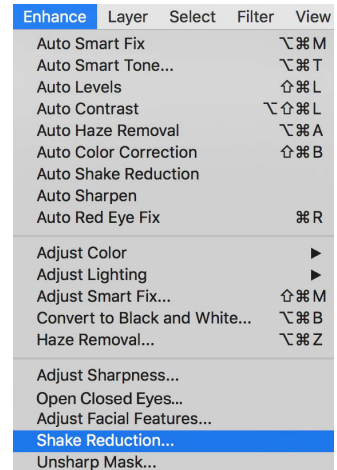 Enhance Layer Select Filter View
Auto Smart Fix ⌥⌘M
Auto Smart Tone... ⌥⌘T
Auto Levels ⇧⌘L
Auto Contrast ⌥⇧⌘L
Auto Haze Removal ⌥⌘A
Auto Color Correction ⇧⌘B
Auto Shake Reduction
Auto Sharpen
Auto Red Eye Fix ⌘R
Adjust Color ▶
Adjust Lighting ▶
Adjust Smart Fix... ⇧⌘M
Convert to Black and White... ⌥⌘B
Haze Removal... ⌥⌘Z
Adjust Sharpness...
Open Closed Eyes...
Adjust Facial Features...
Shake Reduction...
Unsharp Mask...